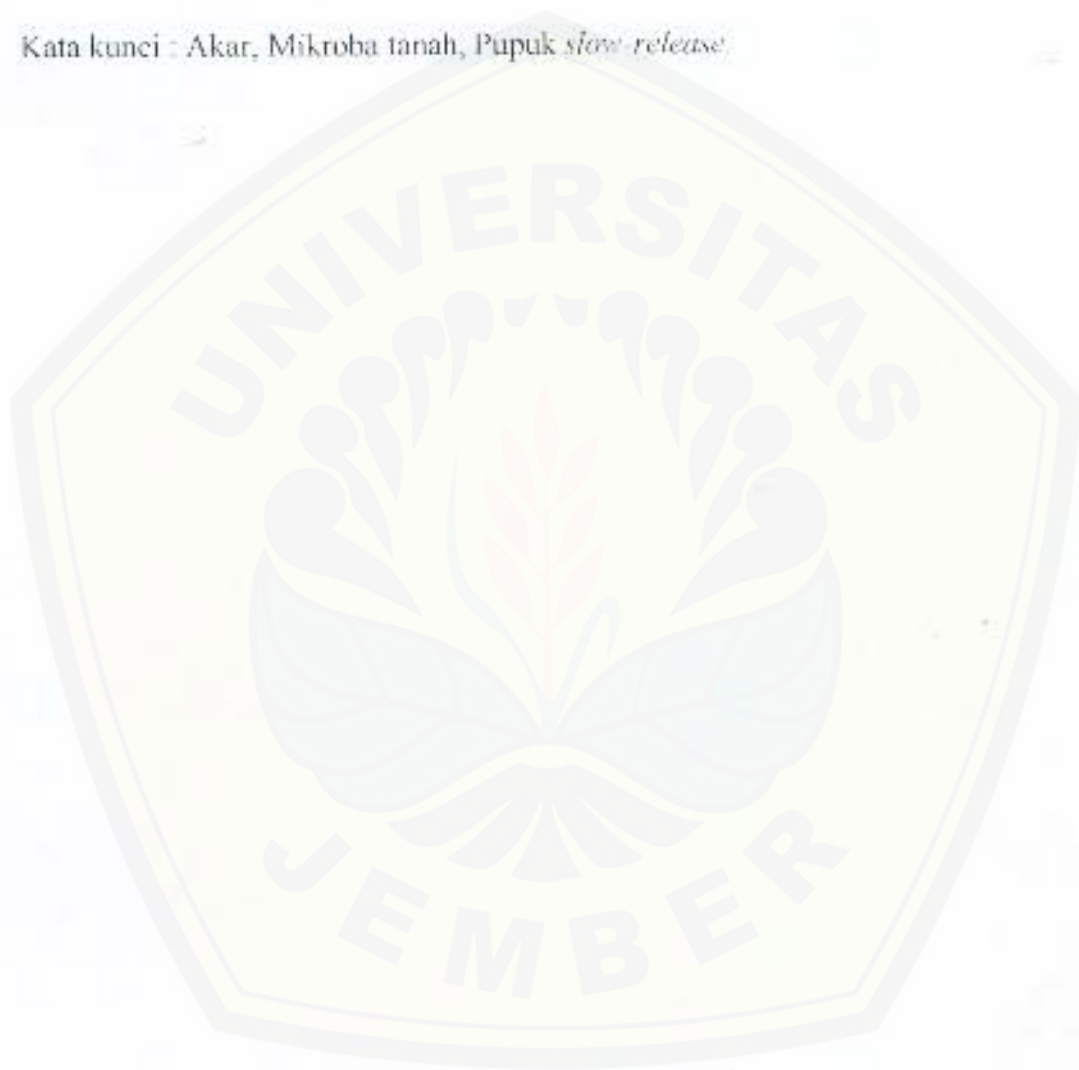 Kata kunci : Akar, Mikroba tanah, Pupuk slow-release
UNIVERSITAS
JEMBER